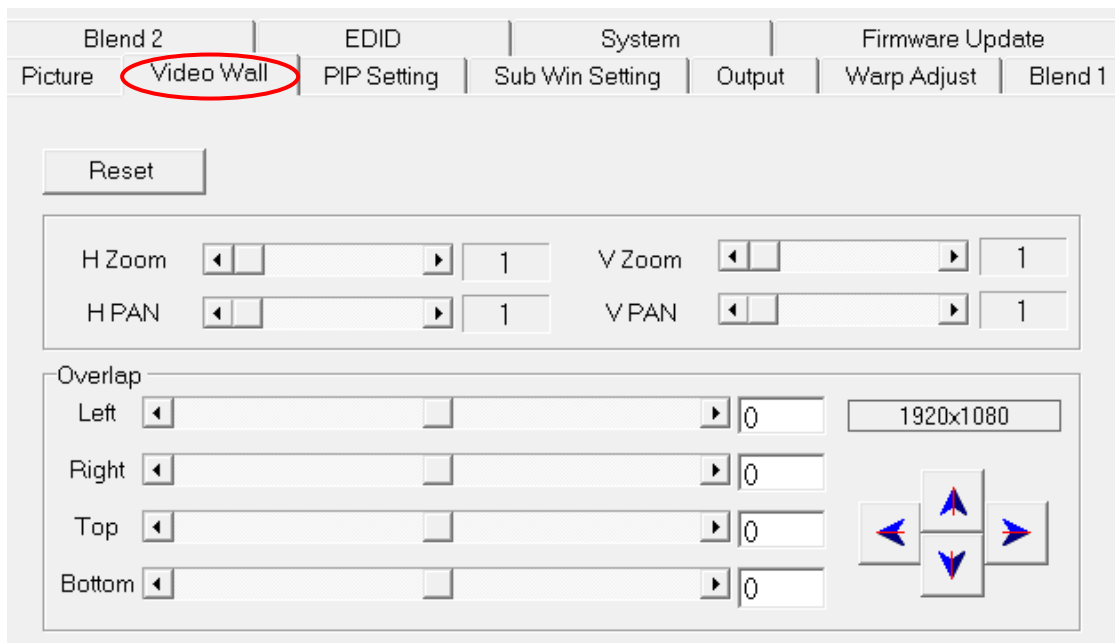 Blend 2 EDID System Firmware Update
Picture Video Wall PIP Setting Sub Win Setting Output Warp Adjust Blend 1
Reset
H Zoom 1 V Zoom 1
H PAN 1 V PAN 1
Overlap
Left 0 1920x1080
Right 0
Top 0
Bottom 0